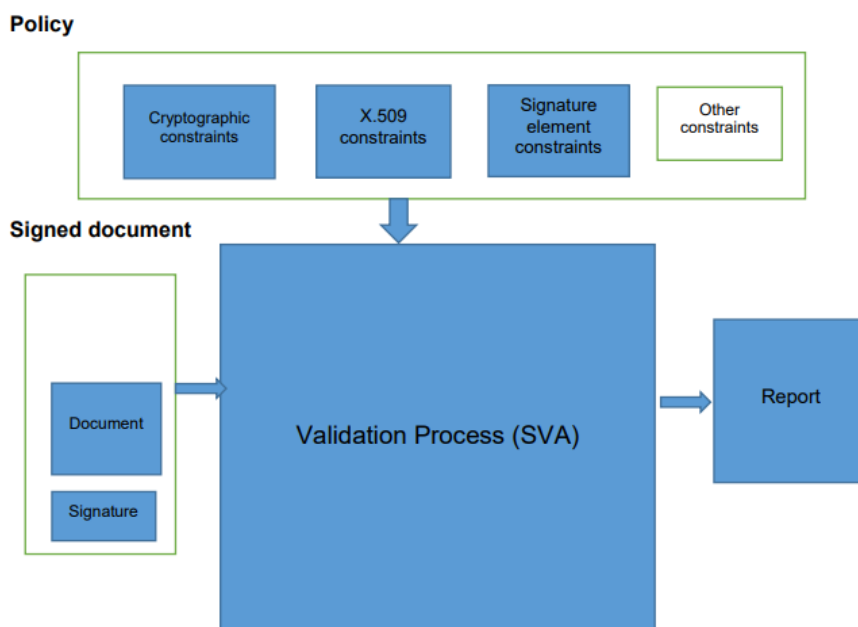 Policy
Cryptographic
constraints
X.509
constraints
Signature
element
constraints
Other
constraints
Signed document
Document
Signature
Validation Process (SVA)
Report